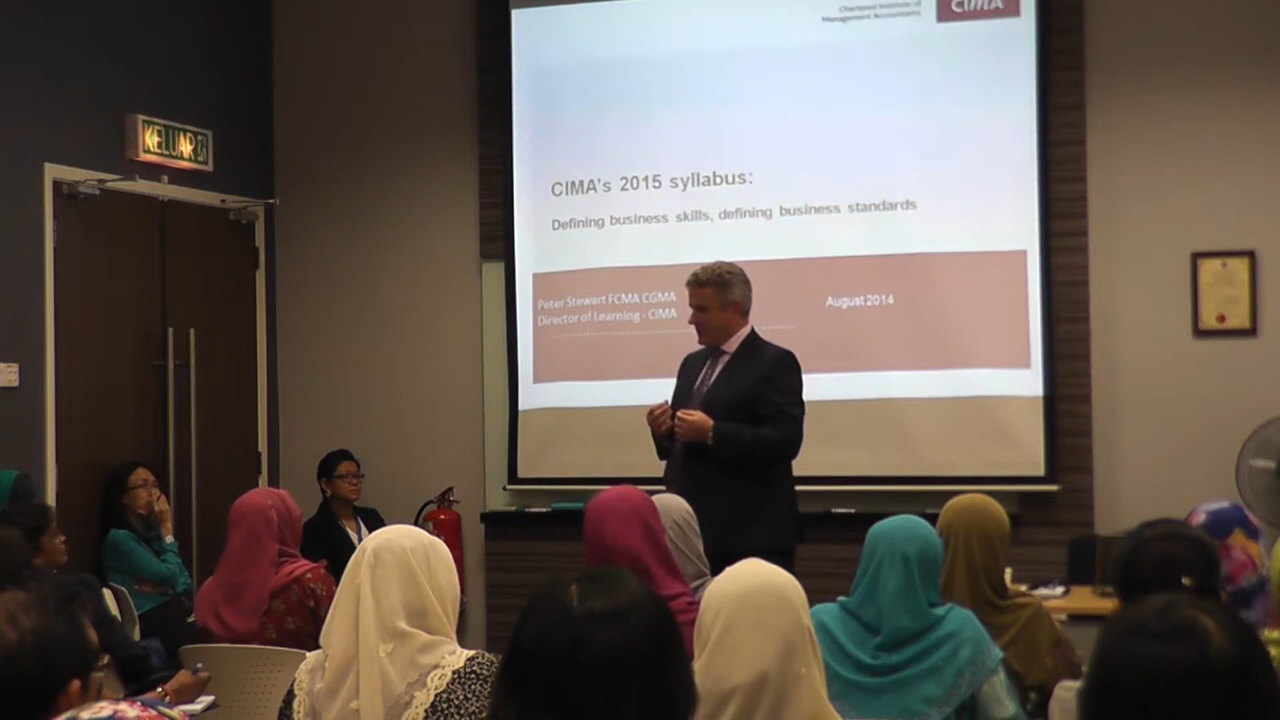 Chartered Institute of
Management Accountants
CIMA
KELUAR
CIMA's 2015 syllabus:
Defining business skills, defining business standards
Peter Stewart FCMA CGMA
Director of Learning - CIMA
August 2014